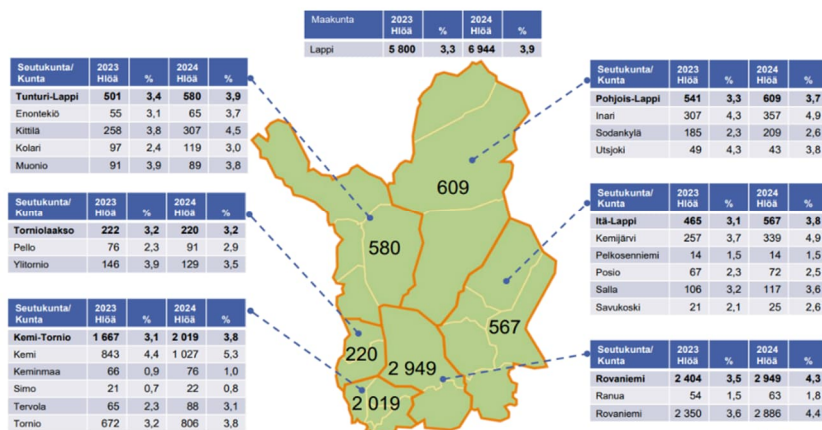 Maakunta 2023 Hlöä % 2024 Hlöä %
Lappi 5 800 3,3 6 944 3,9
Seutukunta/ Kunta 2023 Hlöä % 2024 Hlöä %
Tunturi-Lappi 501 3,4 580 3,9
Enontekiö 55 3,1 65 3,7
Kittilä 258 3,8 307 4,5
Kolari 97 2,4 119 3,0
Muonio 91 3,9 89 3,8
Seutukunta/ Kunta 2023 Hlöä % 2024 Hlöä %
Torniolaakso 222 3,2 220 3,2
Pello 76 2,3 91 2,9
Ylitornio 146 3,9 129 3,5
Seutukunta/ Kunta 2023 Hlöä % 2024 Hlöä %
Kemi-Tornio 1 667 3,1 2 019 3,8
Kemi 843 4,4 1 027 5,3
Keminmaa 66 0,9 76 1,0
Simo 21 0,7 22 0,8
Tervola 65 2,3 88 3,1
Tornio 672 3,2 806 3,8
609
580
567
220
2 949
2 019
Seutukunta/ Kunta 2023 Hlöä % 2024 Hlöä %
Pohjois-Lappi 541 3,3 609 3,7
Inari 307 4,3 357 4,9
Sodankylä 185 2,3 209 2,6
Utsjoki 49 4,3 43 3,8
Seutukunta/ Kunta 2023 Hlöä % 2024 Hlöä %
Itä-Lappi 465 3,1 567 3,8
Kemijärvi 257 3,7 339 4,9
Pelkosenniemi 14 1,5 14 1,5
Posio 67 2,3 72 2,5
Salla 106 3,2 117 3,6
Savukoski 21 2,1 25 2,6
Seutukunta/ Kunta 2023 Hlöä % 2024 Hlöä %
Rovaniemi 2 404 3,5 2 949 4,3
Ranua 54 1,5 63 1,8
Rovaniemi 2 350 3,6 2 886 4,4